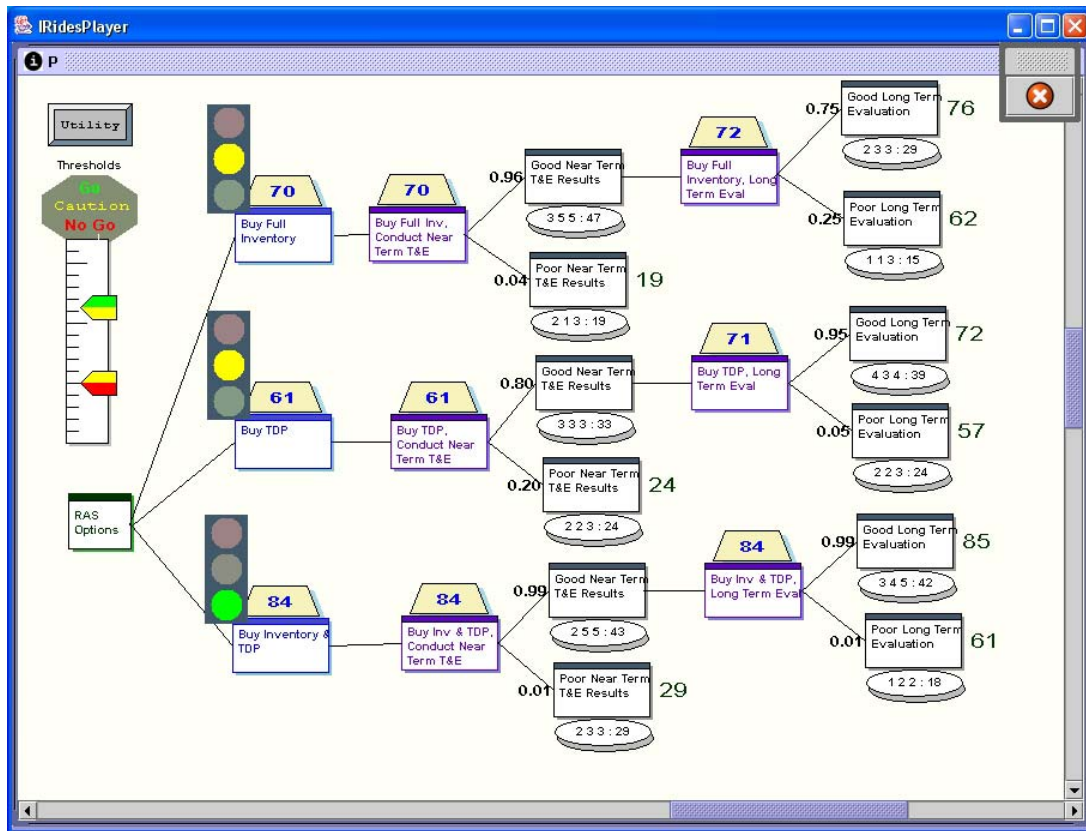 IRidesPlayer
P
Utility
Thresholds
Go
Caution
No Go
RAS
Options
70
Buy Full
Inventory
70
Buy Full Inv,
Conduct Near
Term T&E
0.96
Good Near Term
T&E Results
3 5 5 : 47
0.04
Poor Near Term
T&E Results
19
2 1 3 : 19
72
Buy Full
Inventory, Long
Term Eval
0.75
Good Long Term
Evaluation
76
2 3 3 : 29
0.25
Poor Long Term
Evaluation
62
1 1 3 : 15
61
Buy TDP
61
Buy TDP,
Conduct Near
Term T&E
0.80
Good Near Term
T&E Results
3 3 3 : 33
0.20
Poor Near Term
T&E Results
24
2 2 3 : 24
71
Buy TDP, Long
Term Eval
0.95
Good Long Term
Evaluation
72
4 3 4 : 39
0.05
Poor Long Term
Evaluation
57
2 2 3 : 24
84
Buy Inventory &
TDP
84
Buy Inv & TDP,
Conduct Near
Term T&E
0.99
Good Near Term
T&E Results
2 5 5 : 43
0.01
Poor Near Term
T&E Results
29
2 3 3 : 29
84
Buy Inv & TDP,
Long Term Eval
0.99
Good Long Term
Evaluation
85
3 4 5 : 42
0.01
Poor Long Term
Evaluation
61
1 2 2 : 18